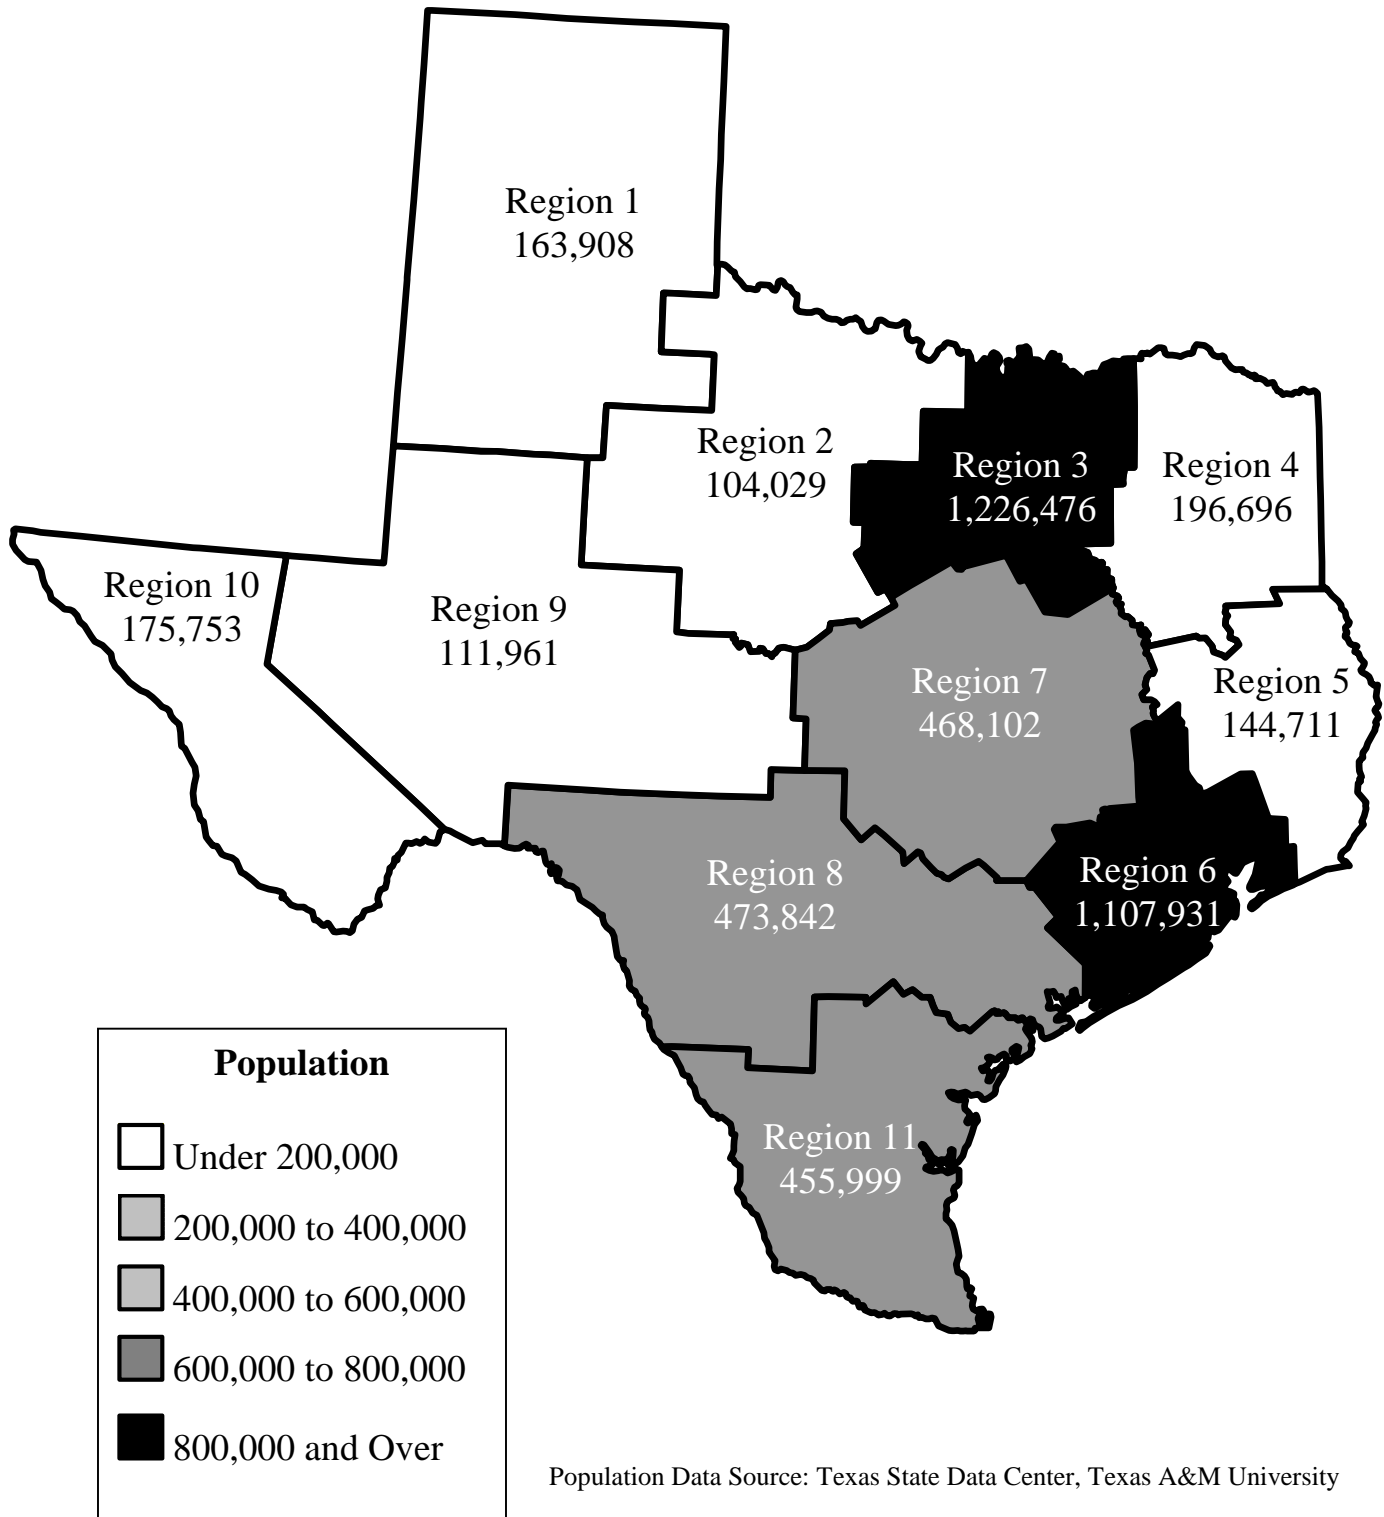 Region 1
163,908
Region 2
104,029
Region 3
1,226,476
Region 4
196,696
Region 10
175,753
Region 9
111,961
Region 7
468,102
Region 5
144,711
Region 8
473,842
Region 6
1,107,931
Region 11
455,999
Population
Under 200,000
200,000 to 400,000
400,000 to 600,000
600,000 to 800,000
800,000 and Over
Population Data Source: Texas State Data Center, Texas A&M University